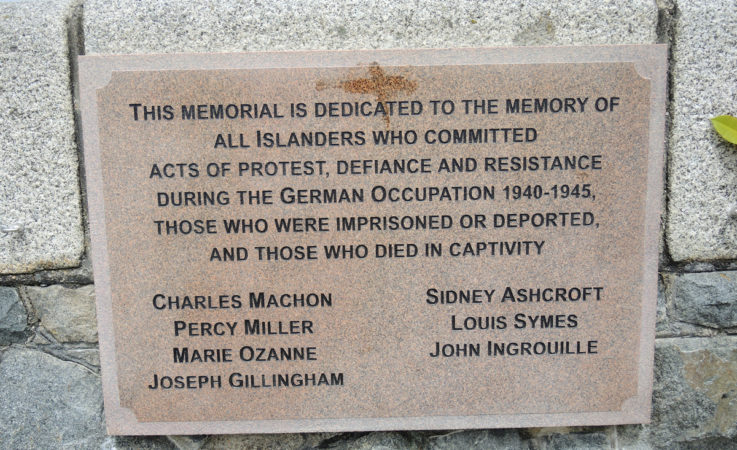 THIS MEMORIAL IS DEDICATED TO THE MEMORY OF
ALL ISLANDERS WHO COMMITTED
ACTS OF PROTEST, DEFIANCE AND RESISTANCE
DURING THE GERMAN OCCUPATION 1940-1945,
THOSE WHO WERE IMPRISONED OR DEPORTED,
AND THOSE WHO DIED IN CAPTIVITY
CHARLES MACHON
PERCY MILLER
MARIE OZANNE
JOSEPH GILLINGHAM
SIDNEY ASHCROFT
LOUIS SYMES
JOHN INGROUILLE